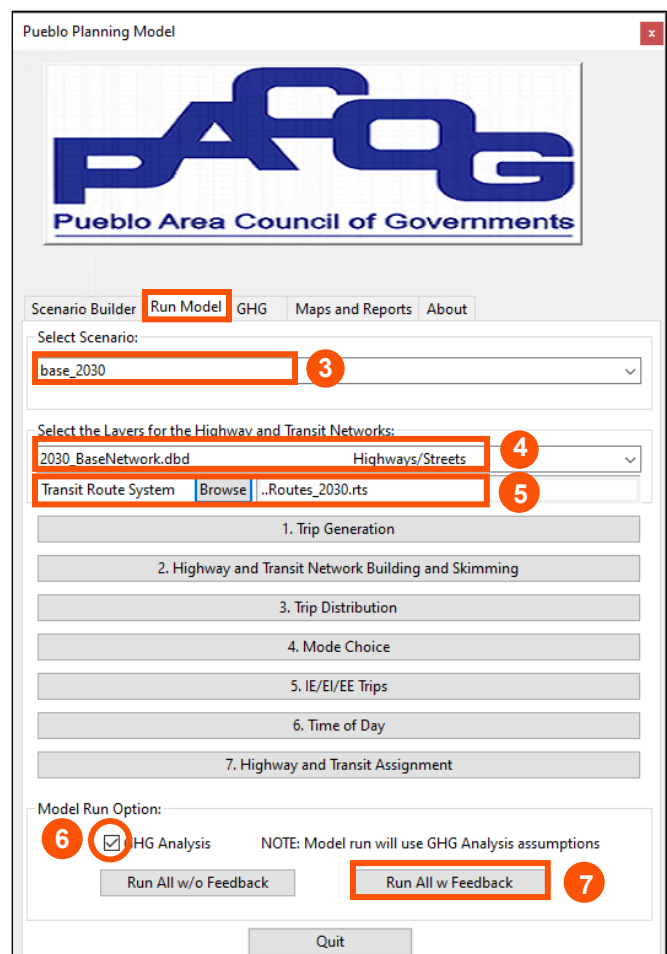 Pueblo Planning Model
x
PACOG
Pueblo Area Council of Governments
Scenario Builder Run Model GHG Maps and Reports About
Select Scenario:
base_2030 3
Select the Layers for the Highway and Transit Networks:
2030_BaseNetwork.dbd Highways/Streets 4
Transit Route System Browse ..Routes_2030.rts 5
1. Trip Generation
2. Highway and Transit Network Building and Skimming
3. Trip Distribution
4. Mode Choice
5. IE/EI/EE Trips
6. Time of Day
7. Highway and Transit Assignment
Model Run Option:
6 GHG Analysis NOTE: Model run will use GHG Analysis assumptions
Run All w/o Feedback Run All w Feedback 7
Quit